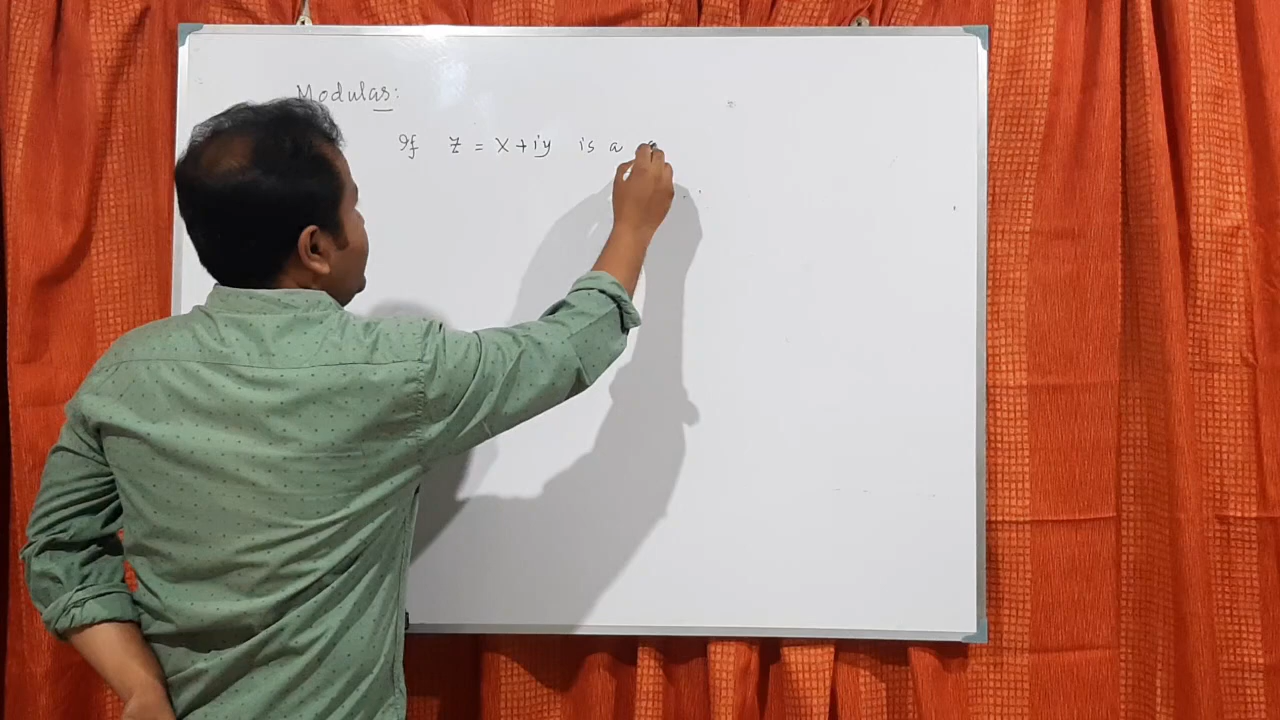 Modulas:
If z = x + iy is a